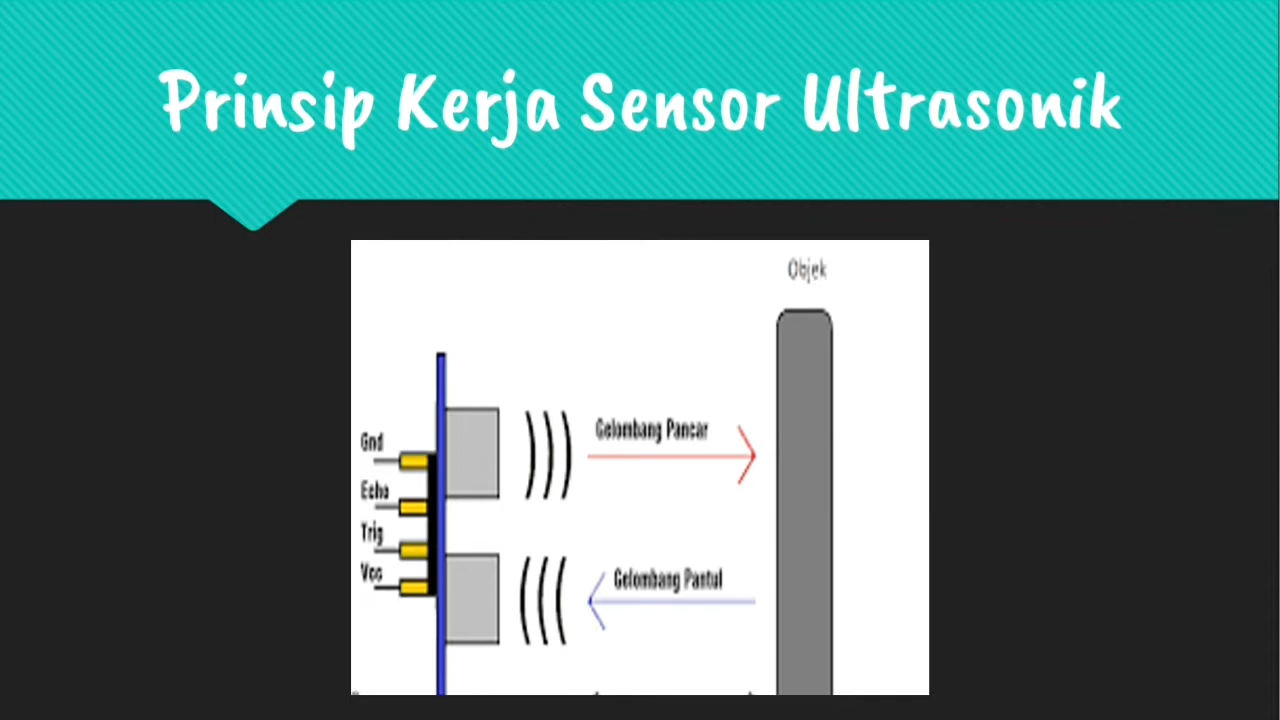 Prinsip Kerja Sensor Ultrasonik
Objek
Gelombang Pancar
Gnd
Echo
Trig
Vcc
Gelombang Pantul